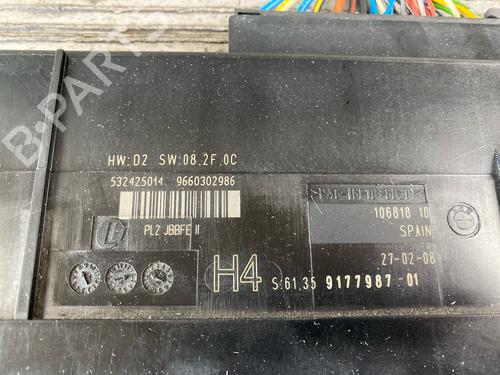 B-PARTS
HW:D2 SW:08.2F.0C
532425014 9660302986
PL2 JBBFE II
106818 10
SPAIN
27-02-08
H4 S:61.35 9177987-01